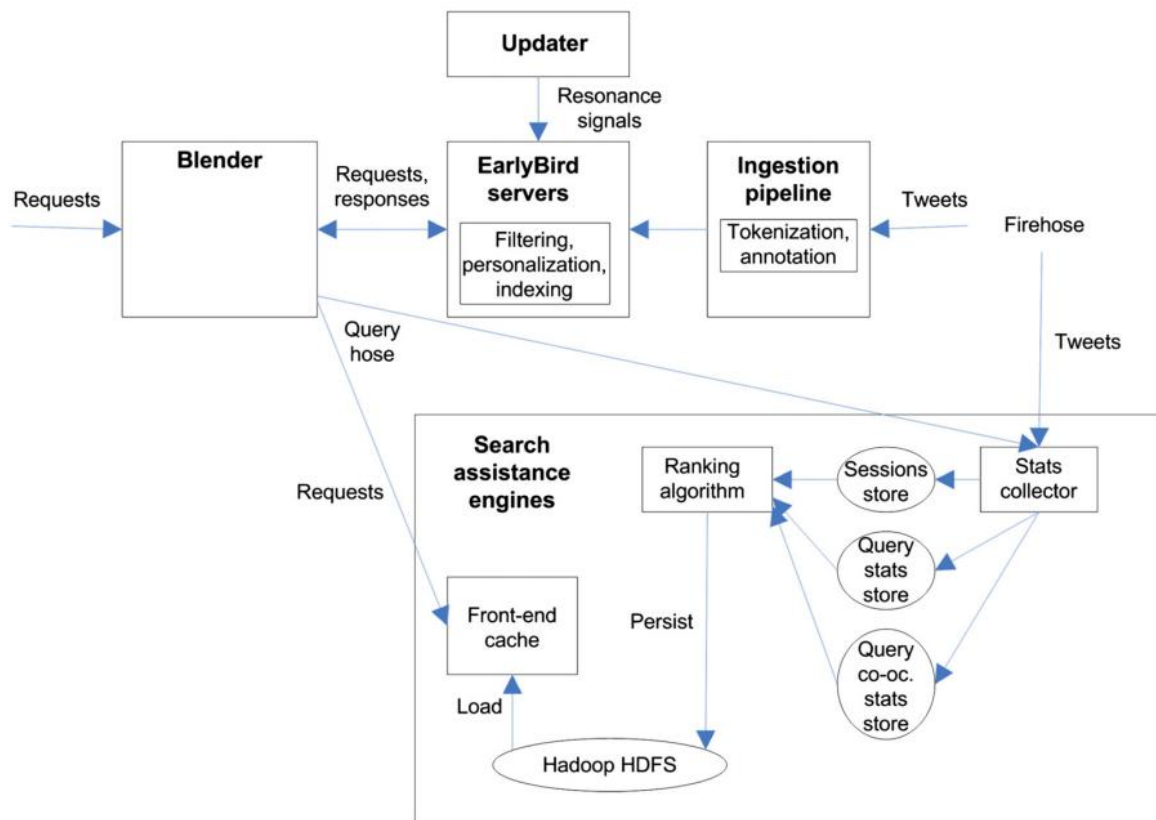 Updater
Resonance
signals
Blender
Requests
Requests,
responses
EarlyBird
servers
Filtering,
personalization,
indexing
Ingestion
pipeline
Tokenization,
annotation
Tweets
Firehose
Query
hose
Tweets
Search
assistance
engines
Requests
Ranking
algorithm
Sessions
store
Stats
collector
Query
stats
store
Front-end
cache
Persist
Query
co-oc.
stats
store
Load
Hadoop HDFS